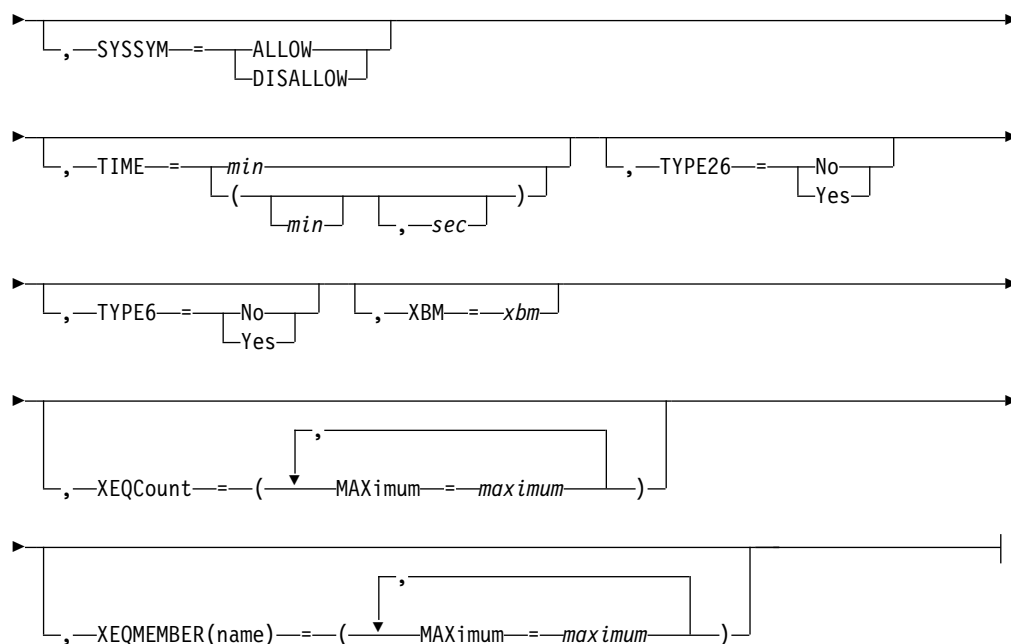 , SYSSYM = ALLOW
DISALLOW
, TIME = min
( min , sec )
, TYPE26 = No
Yes
, TYPE6 = No
Yes
, XBM = xbm
,
, XEQCount = ( MAXimum = maximum )
,
, XEQMEMBER(name) = ( MAXimum = maximum )